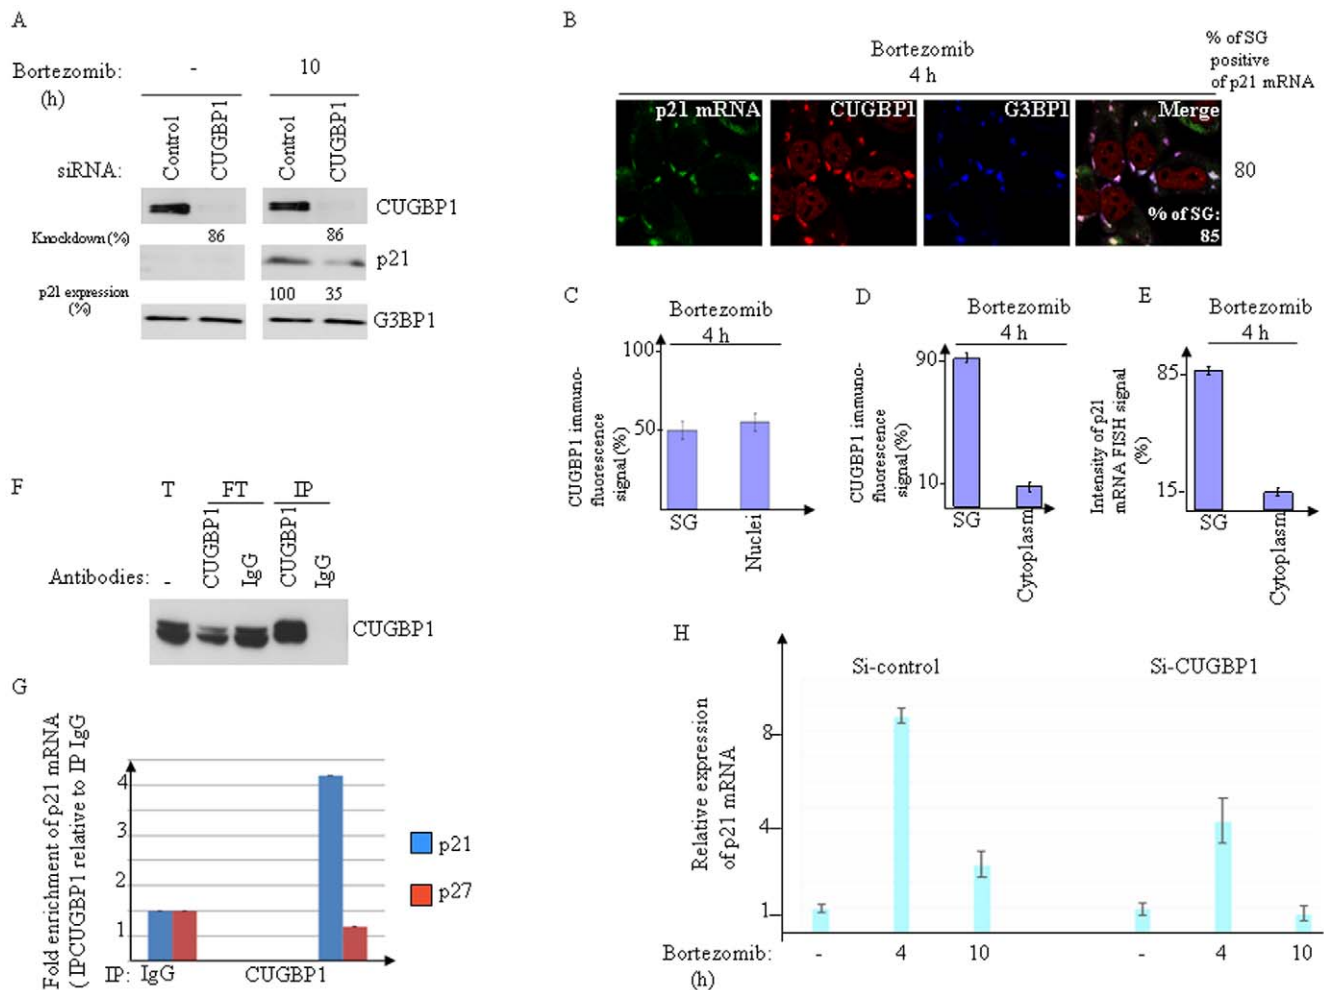 A
Bortezomib:
(h)
-
10
siRNA:
Control
CUGBP1
Control
CUGBP1
CUGBP1
Knockdown (%)
86
86
p21
p21 expression
(%)
100
35
G3BP1
B
Bortezomib
4 h
% of SG
positive
of p21 mRNA
p21 mRNA
CUGBP1
G3BP1
Merge
% of SG:
85
80
C
Bortezomib
4 h
CUGBP1 immuno-
fluorescence
signal (%)
100
50
SG
Nuclei
D
Bortezomib
4 h
CUGBP1 immuno-
fluorescence
signal (%)
90
10
SG
Cytoplasm
E
Bortezomib
4 h
Intensity of p21
mRNA FISH signal
(%)
85
15
SG
Cytoplasm
F
T
FT
IP
Antibodies:
-
CUGBP1
IgG
CUGBP1
IgG
CUGBP1
G
Fold enrichment of p21 mRNA
(IPCUGBP1 relative to IP IgG
4
3
2
1
p21
p27
IP:
IgG
CUGBP1
H
Si-control
Si-CUGBP1
Relative expression
of p21 mRNA
8
4
1
Bortezomib:
(h)
-
4
10
-
4
10